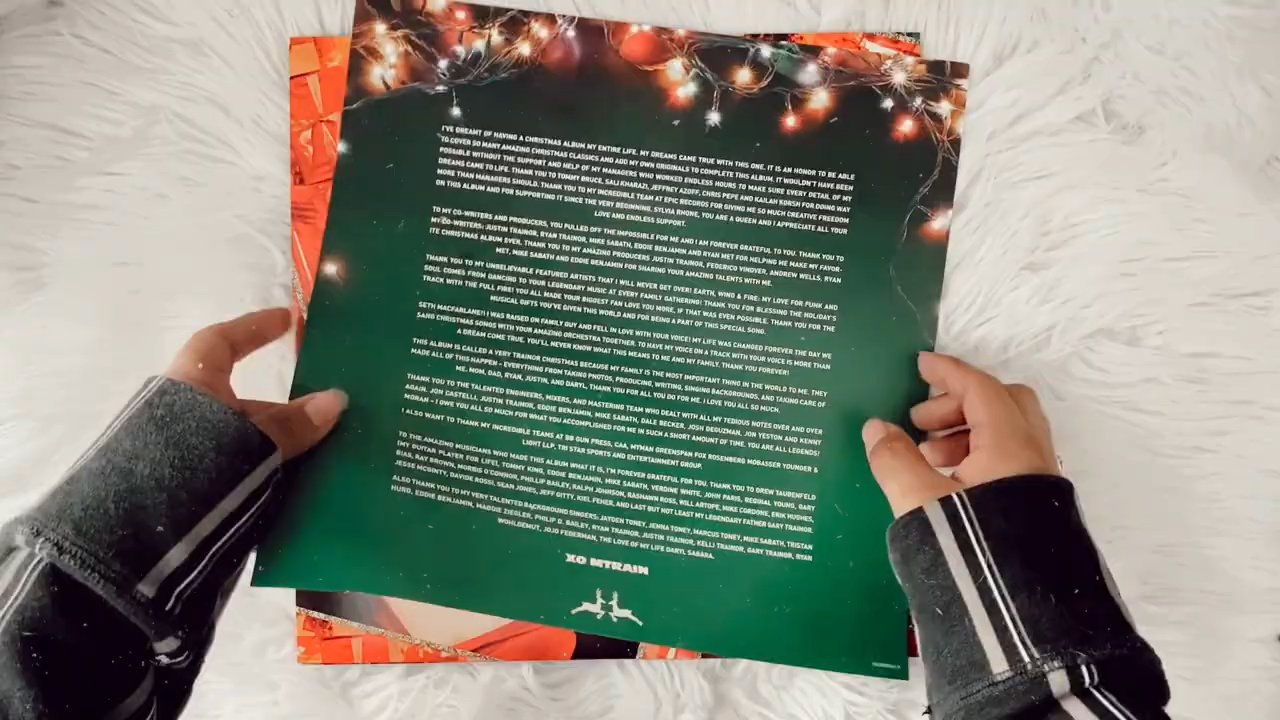 I'VE DREAMT OF HAVING A CHRISTMAS ALBUM MY ENTIRE LIFE. MY DREAMS CAME TRUE WITH THIS ONE. IT IS AN HONOR TO BE ABLE
TO COVER SO MANY AMAZING CHRISTMAS CLASSICS AND ADD MY OWN ORIGINALS TO COMPLETE THIS ALBUM. IT WOULDN'T HAVE BEEN
POSSIBLE WITHOUT THE SUPPORT AND HELP OF MY MANAGERS WHO WORKED ENDLESS HOURS TO MAKE SURE EVERY DETAIL OF MY
DREAMS CAME TO LIFE. THANK YOU TO TOMMY BRUCE, SALI KHARAZI, JEFFREY AZOFF, CHRIS PEPE AND KAILAH KORSH FOR DOING WAY
MORE THAN MANAGERS SHOULD. THANK YOU TO MY INCREDIBLE TEAM AT EPIC RECORDS FOR GIVING ME SO MUCH CREATIVE FREEDOM
ON THIS ALBUM AND FOR SUPPORTING IT SINCE THE VERY BEGINNING. SYLVIA RHONE, YOU ARE A QUEEN AND I APPRECIATE ALL YOUR
LOVE AND ENDLESS SUPPORT.
TO MY CO-WRITERS AND PRODUCERS, YOU PULLED OFF THE IMPOSSIBLE FOR ME AND I AM FOREVER GRATEFUL TO YOU. THANK YOU TO
MY CO-WRITERS: JUSTIN TRAINOR, RYAN TRAINOR, MIKE SABATH, EDDIE BENJAMIN AND RYAN MET FOR HELPING ME MAKE MY FAVOR-
ITE CHRISTMAS ALBUM EVER. THANK YOU TO MY AMAZING PRODUCERS JUSTIN TRAINOR, FEDERICO VINDVER, ANDREW WELLS, RYAN
MET, MIKE SABATH AND EDDIE BENJAMIN FOR SHARING YOUR AMAZING TALENTS WITH ME.
THANK YOU TO MY UNBELIEVABLE FEATURED ARTISTS THAT I WILL NEVER GET OVER! EARTH, WIND & FIRE: MY LOVE FOR FUNK AND
SOUL COMES FROM DANCING TO YOUR LEGENDARY MUSIC AT EVERY FAMILY GATHERING! THANK YOU FOR BLESSING THE HOLIDAY'S
TRACK WITH THE FULL FIRE! YOU ALL MADE YOUR BIGGEST FAN LOVE YOU MORE, IF THAT WAS EVEN POSSIBLE. THANK YOU FOR THE
MUSICAL GIFTS YOU'VE GIVEN THIS WORLD AND FOR BEING A PART OF THIS SPECIAL SONG.
SETH MACFARLANE!! I WAS RAISED ON FAMILY GUY AND FELL IN LOVE WITH YOUR VOICE! MY LIFE WAS CHANGED FOREVER THE DAY WE
SANG CHRISTMAS SONGS WITH YOUR AMAZING ORCHESTRA TOGETHER. TO HAVE MY VOICE ON A TRACK WITH YOUR VOICE IS MORE THAN
A DREAM COME TRUE. YOU'LL NEVER KNOW WHAT THIS MEANS TO ME AND MY FAMILY. THANK YOU FOREVER!
THIS ALBUM IS CALLED A VERY TRAINOR CHRISTMAS BECAUSE MY FAMILY IS THE MOST IMPORTANT THING IN THE WORLD TO ME. THEY
MADE ALL OF THIS HAPPEN - EVERYTHING FROM TAKING PHOTOS, PRODUCING, WRITING, SINGING BACKGROUNDS, AND TAKING CARE OF
ME. MOM, DAD, RYAN, JUSTIN, AND DARYL, THANK YOU FOR ALL YOU DO FOR ME. I LOVE YOU ALL SO MUCH.
THANK YOU TO THE TALENTED ENGINEERS, MIXERS, AND MASTERING TEAM WHO DEALT WITH ALL MY TEDIOUS NOTES OVER AND OVER
AGAIN. JON CASTELLI, JUSTIN TRAINOR, EDDIE BENJAMIN, MIKE SABATH, DALE BECKER, JOSH DEGUZMAN, JON YESTON AND KENNY
MORAN - I OWE YOU ALL SO MUCH FOR WHAT YOU ACCOMPLISHED FOR ME IN SUCH A SHORT AMOUNT OF TIME. YOU ARE ALL LEGENDS!
I ALSO WANT TO THANK MY INCREDIBLE TEAMS AT BB GUN PRESS, CAA, MYMAN GREENSPAN FOX ROSENBERG MOBASSER YOUNGER &
LIGHT LLP, TRI STAR SPORTS AND ENTERTAINMENT GROUP.
TO THE AMAZING MUSICIANS WHO MADE THIS ALBUM WHAT IT IS, I'M FOREVER GRATEFUL FOR YOU. THANK YOU TO DREW TAUBENFELD
(MY GUITAR PLAYER FOR LIFE), TOMMY KING, EDDIE BENJAMIN, MIKE SABATH, VERDINE WHITE, JOHN PARIS, REGINAL YOUNG, GARY
BIAS, RAY BROWN, MORRIS O'CONNOR, PHILLIP BAILEY, RALPH JOHNSON, RASHAWN ROSS, WILL ARTOPE, MIKE CORDONE, ERIK HUGHES,
JESSE MCGINTY, DAVIDE ROSSI, SEAN JONES, JEFF GITTY, KIEL FEHER, AND LAST BUT NOT LEAST MY LEGENDARY FATHER GARY TRAINOR.
ALSO THANK YOU TO MY VERY TALENTED BACKGROUND SINGERS: JAYDEN TONEY, JENNA TONEY, MARCUS TONEY, MIKE SABATH, TRISTAN
HURD, EDDIE BENJAMIN, MADDIE ZIEGLER, PHILIP D. BAILEY, RYAN TRAINOR, JUSTIN TRAINOR, KELLI TRAINOR, GARY TRAINOR, RYAN
WOHLGEMUT, JOJO FEDERMAN, THE LOVE OF MY LIFE DARYL SABARA.
XO MTRAIN